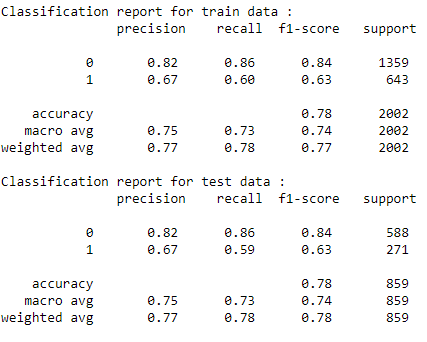 Classification report for train data :
precision recall f1-score support
0 0.82 0.86 0.84 1359
1 0.67 0.60 0.63 643
accuracy 0.78 2002
macro avg 0.75 0.73 0.74 2002
weighted avg 0.77 0.78 0.77 2002
Classification report for test data :
precision recall f1-score support
0 0.82 0.86 0.84 588
1 0.67 0.59 0.63 271
accuracy 0.78 859
macro avg 0.75 0.73 0.74 859
weighted avg 0.77 0.78 0.78 859